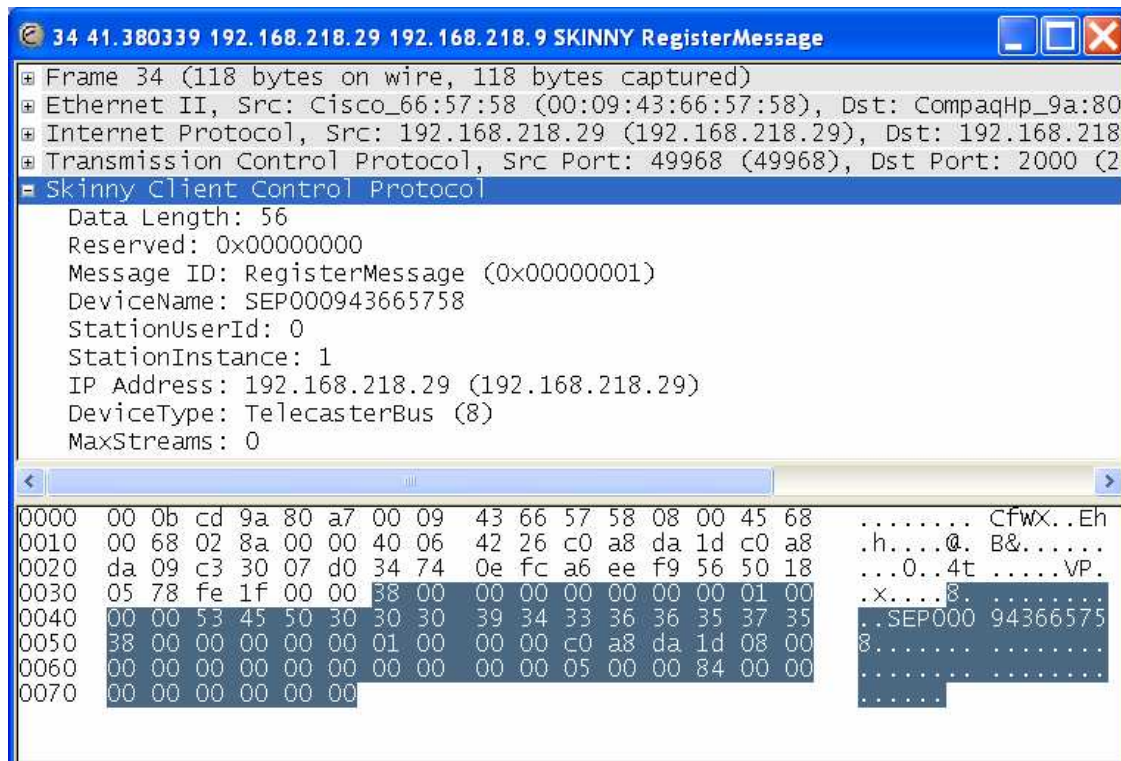 34 41.380339 192.168.218.29 192.168.218.9 SKINNY RegisterMessage
Frame 34 (118 bytes on wire, 118 bytes captured)
Ethernet II, Src: Cisco_66:57:58 (00:09:43:66:57:58), Dst: CompaqHp_9a:80
Internet Protocol, Src: 192.168.218.29 (192.168.218.29), Dst: 192.168.218
Transmission Control Protocol, Src Port: 49968 (49968), Dst Port: 2000 (2
Skinny Client Control Protocol
Data Length: 56
Reserved: 0x00000000
Message ID: RegisterMessage (0x00000001)
DeviceName: SEP000943665758
StationUserId: 0
StationInstance: 1
IP Address: 192.168.218.29 (192.168.218.29)
DeviceType: TelecasterBus (8)
MaxStreams: 0
0000 00 0b cd 9a 80 a7 00 09 43 66 57 58 08 00 45 68 ........ CfWX..Eh
0010 00 68 02 8a 00 00 40 06 42 26 c0 a8 da 1d c0 a8 .h....@. B&......
0020 da 09 c3 30 07 d0 34 74 0e fc a6 ee f9 56 50 18 ...0..4t .....VP.
0030 05 78 fe 1f 00 00 38 00 00 00 00 00 00 00 01 00 .x....8. ........
0040 00 00 53 45 50 30 30 30 39 34 33 36 36 35 37 35 ..SEP000 94366575
0050 38 00 00 00 00 00 01 00 00 00 c0 a8 da 1d 08 00 8....... ........
0060 00 00 00 00 00 00 00 00 00 00 05 00 00 84 00 00 ........ ........
0070 00 00 00 00 00 00 ......